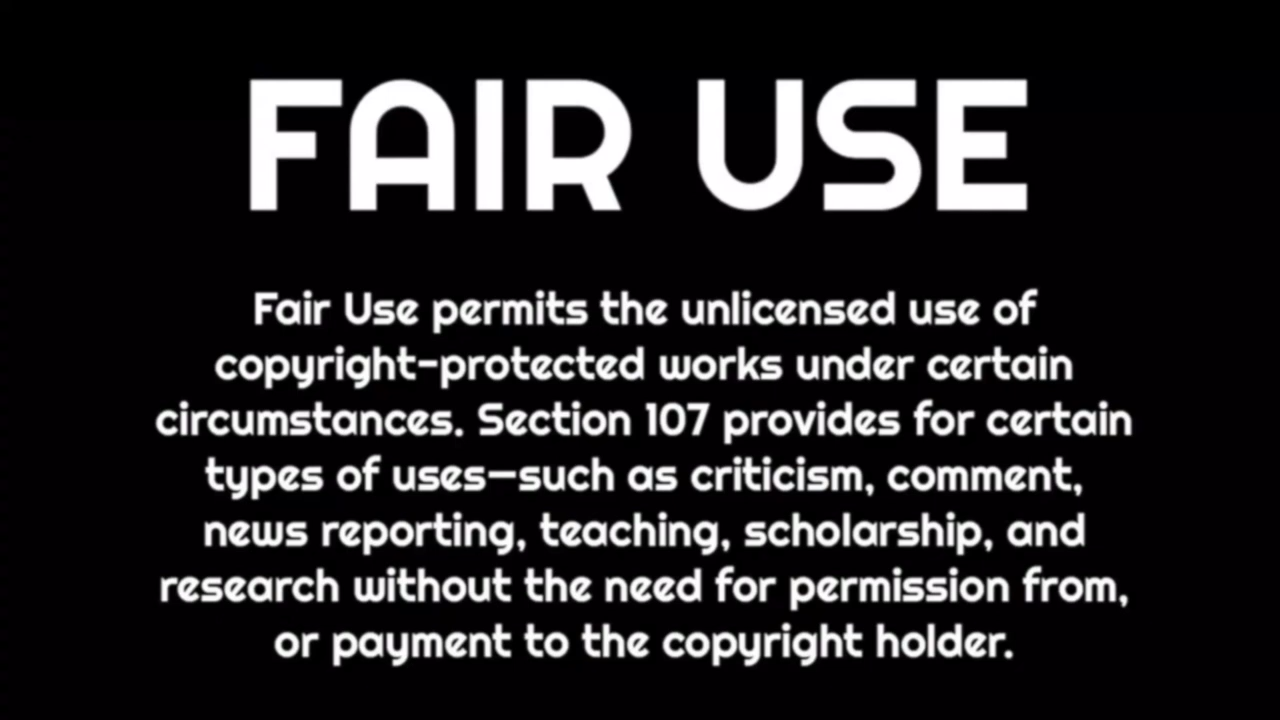 FAIR USE
Fair Use permits the unlicensed use of
copyright-protected works under certain
circumstances. Section 107 provides for certain
types of uses—such as criticism, comment,
news reporting, teaching, scholarship, and
research without the need for permission from,
or payment to the copyright holder.